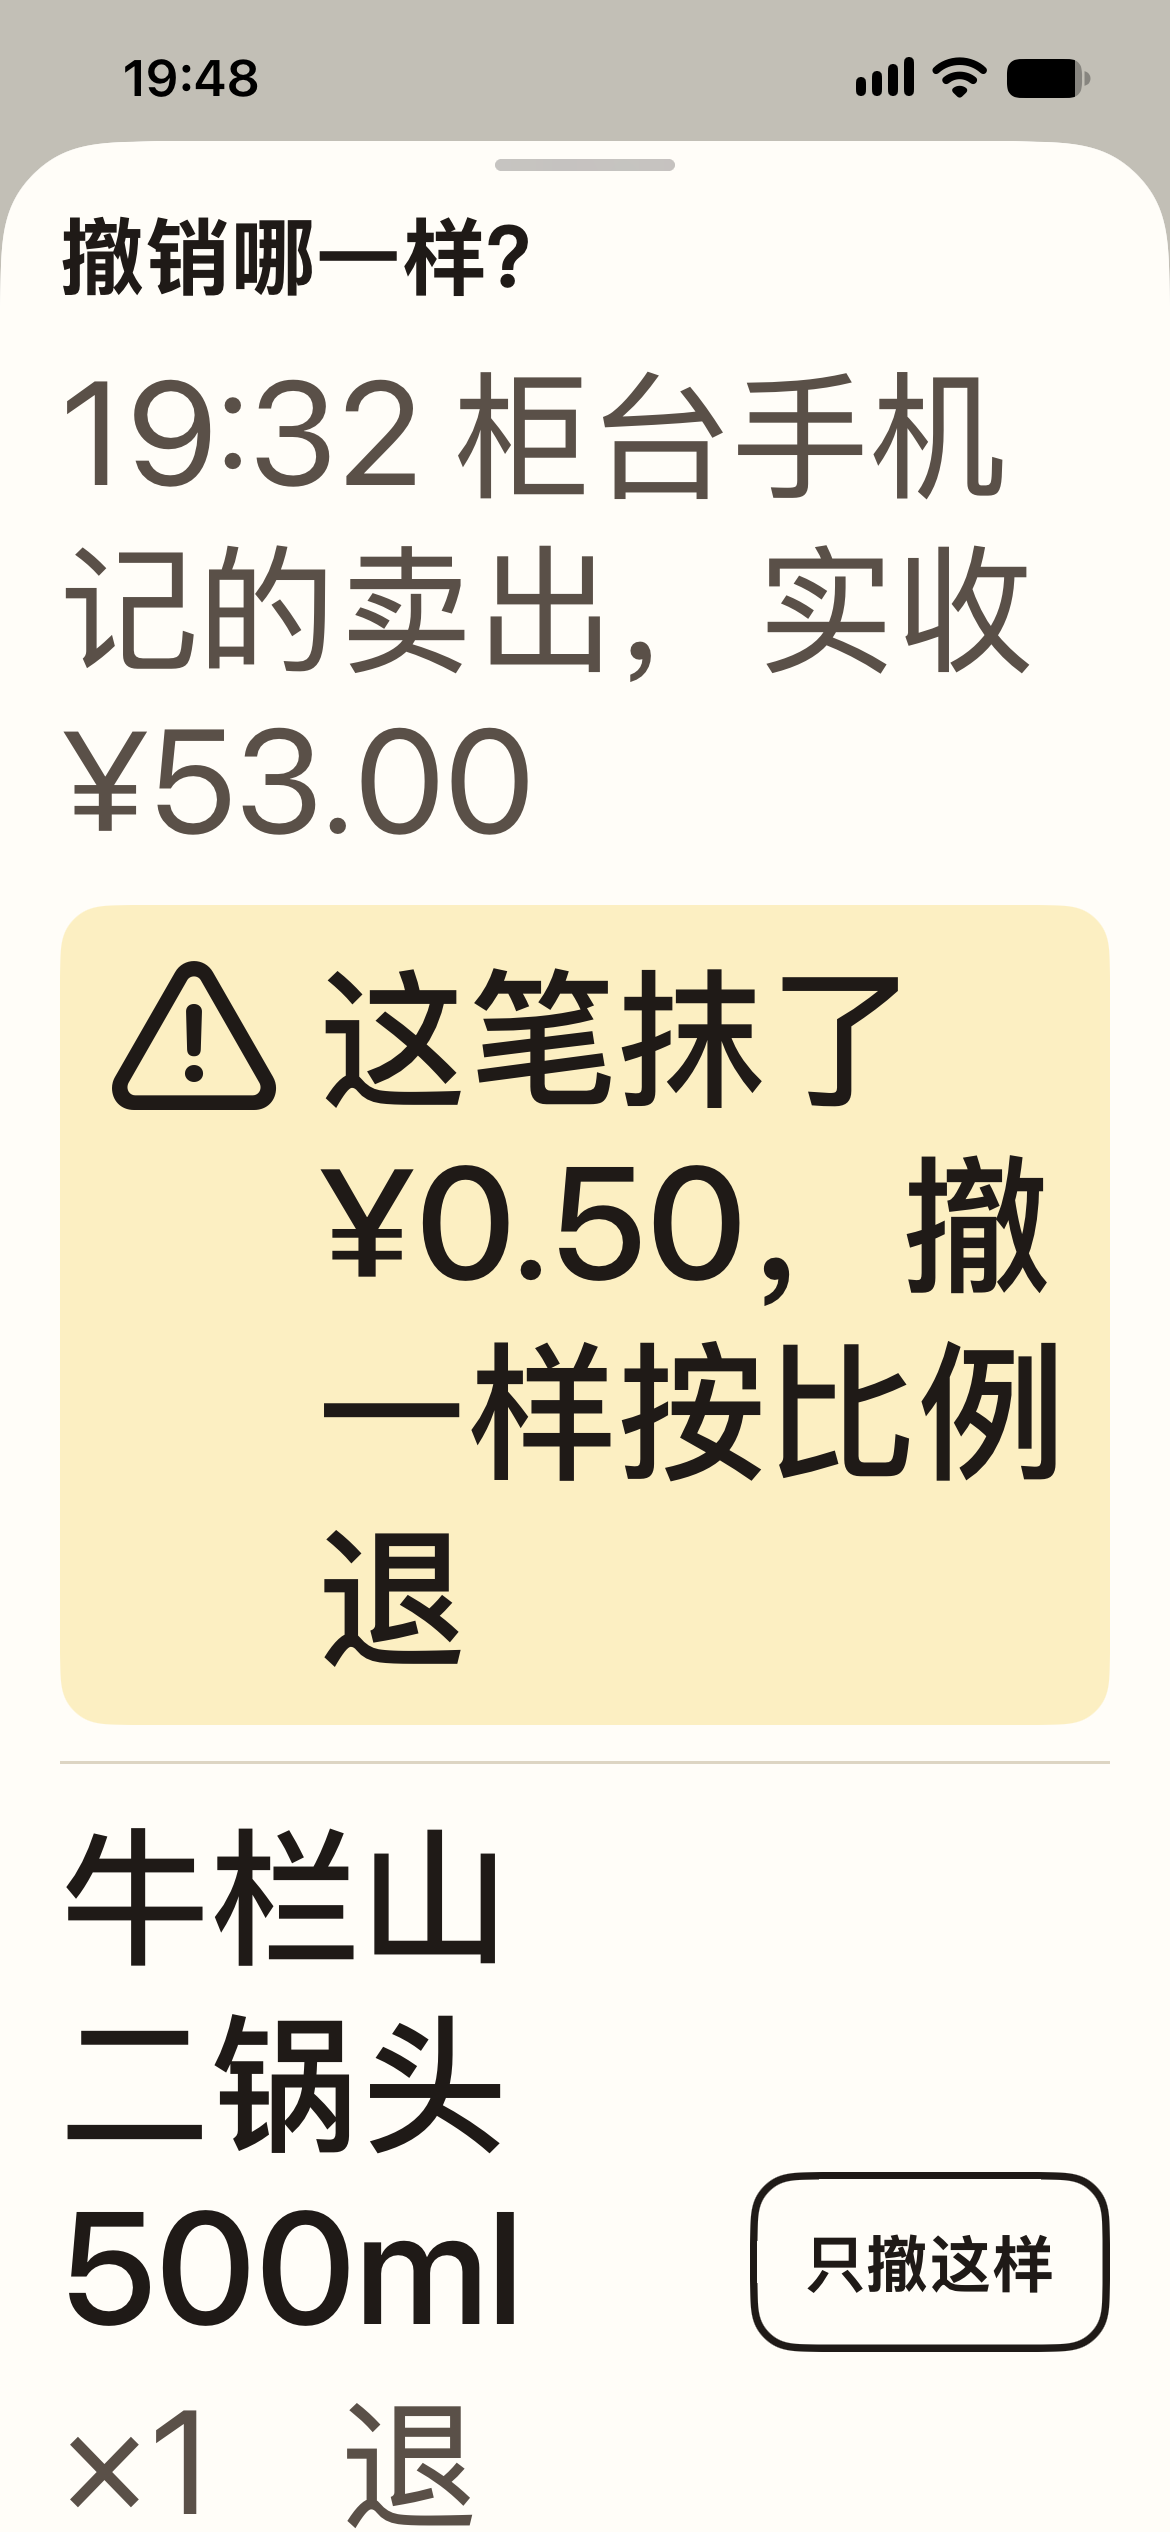 19:48
撤销哪一样?
19:32 柜台手机
记的卖出，实收
¥53.00
这笔抹了
¥0.50，撤
一样按比例
退
牛栏山
二锅头
500ml
只撤这样
×1 退